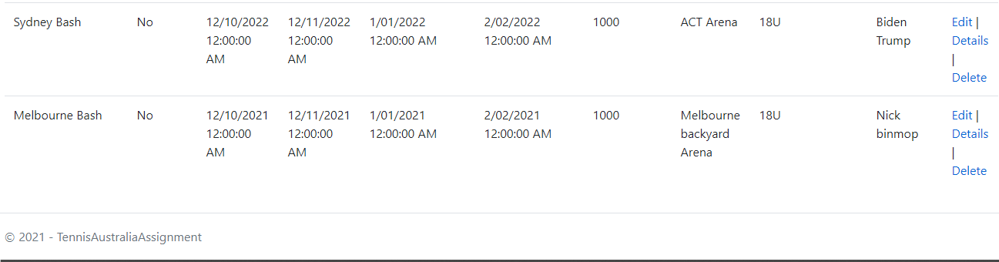 Sydney Bash No 12/10/2022 12/11/2022 1/01/2022 2/02/2022 1000 ACT Arena 18U Biden Edit |
12:00:00 12:00:00 12:00:00 AM 12:00:00 AM Trump Details
AM AM |
Delete
Melbourne Bash No 12/10/2021 12/11/2021 1/01/2021 2/02/2021 1000 Melbourne 18U Nick Edit |
12:00:00 12:00:00 12:00:00 AM 12:00:00 AM backyard binmop Details
AM AM Arena |
Delete
© 2021 - TennisAustraliaAssignment